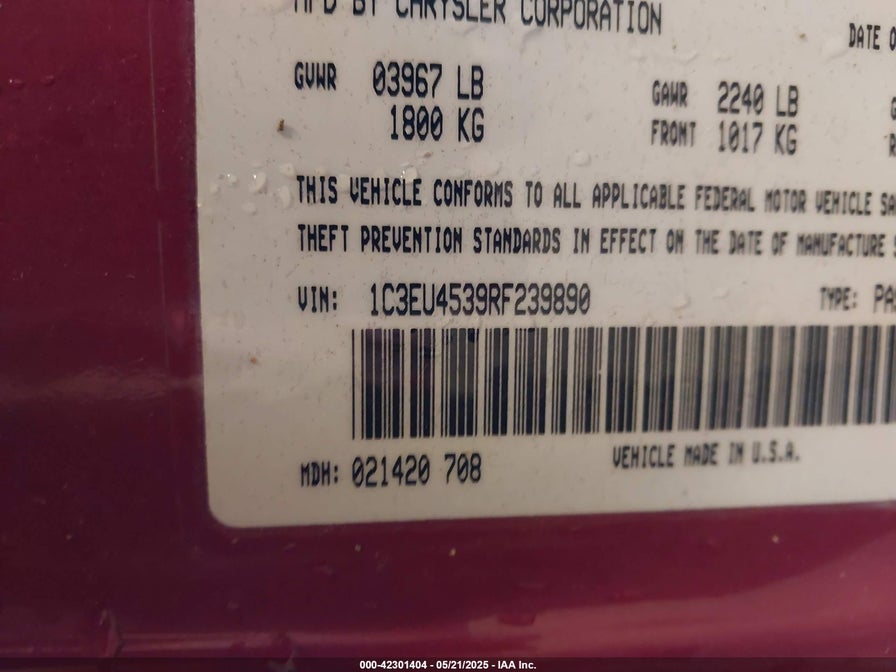 MFD BY CHRYSLER CORPORATION
DATE O
GVWR 03967 LB
1800 KG
GAWR 2240 LB
FRONT 1017 KG
THIS VEHICLE CONFORMS TO ALL APPLICABLE FEDERAL MOTOR VEHICLE SA
THEFT PREVENTION STANDARDS IN EFFECT ON THE DATE OF MANUFACTURE
VIN: 1C3EU4539RF239890
TYPE: PA
MDH: 021420 708
VEHICLE MADE IN U.S.A.
000-42301404 - 05/21/2025 - IAA Inc.